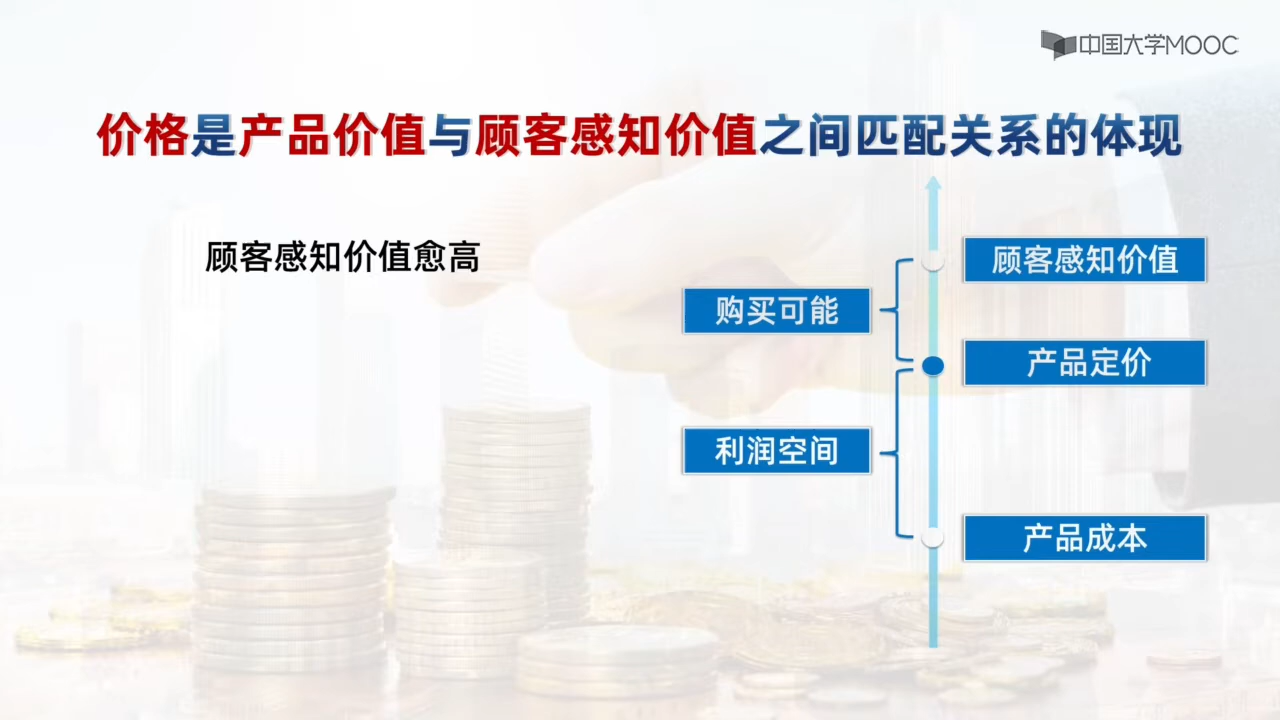 中国大学MOOC
价格是产品价值与顾客感知价值之间匹配关系的体现
顾客感知价值愈高
顾客感知价值
购买可能
产品定价
利润空间
产品成本